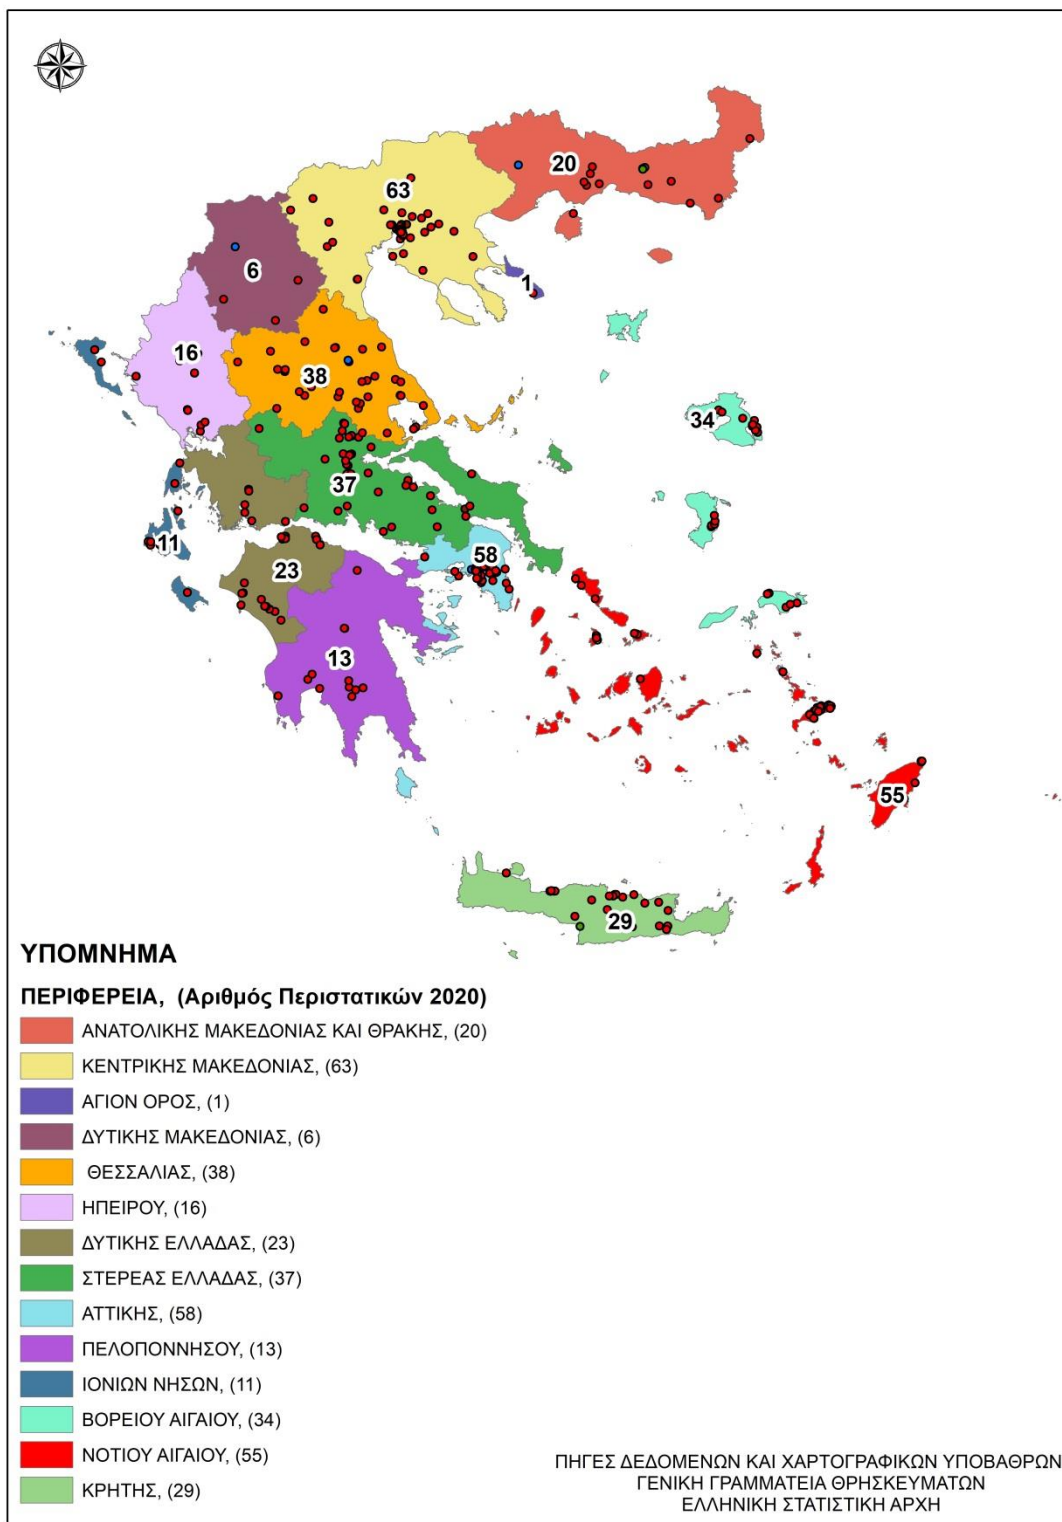 20
63
6
1
16
38
34
37
11
58
23
13
55
29
ΥΠΟΜΝΗΜΑ
ΠΕΡΙΦΕΡΕΙΑ, (Αριθμός Περιστατικών 2020)
ΑΝΑΤΟΛΙΚΗΣ ΜΑΚΕΔΟΝΙΑΣ ΚΑΙ ΘΡΑΚΗΣ, (20)
ΚΕΝΤΡΙΚΗΣ ΜΑΚΕΔΟΝΙΑΣ, (63)
ΑΓΙΟΝ ΟΡΟΣ, (1)
ΔΥΤΙΚΗΣ ΜΑΚΕΔΟΝΙΑΣ, (6)
ΘΕΣΣΑΛΙΑΣ, (38)
ΗΠΕΙΡΟΥ, (16)
ΔΥΤΙΚΗΣ ΕΛΛΑΔΑΣ, (23)
ΣΤΕΡΕΑΣ ΕΛΛΑΔΑΣ, (37)
ΑΤΤΙΚΗΣ, (58)
ΠΕΛΟΠΟΝΝΗΣΟΥ, (13)
ΙΟΝΙΩΝ ΝΗΣΩΝ, (11)
ΒΟΡΕΙΟΥ ΑΙΓΑΙΟΥ, (34)
ΝΟΤΙΟΥ ΑΙΓΑΙΟΥ, (55)
ΚΡΗΤΗΣ, (29)
ΠΗΓΕΣ ΔΕΔΟΜΕΝΩΝ ΚΑΙ ΧΑΡΤΟΓΡΑΦΙΚΩΝ ΥΠΟΒΑΘΡΩΝ
ΓΕΝΙΚΗ ΓΡΑΜΜΑΤΕΙΑ ΘΡΗΣΚΕΥΜΑΤΩΝ
ΕΛΛΗΝΙΚΗ ΣΤΑΤΙΣΤΙΚΗ ΑΡΧΗ